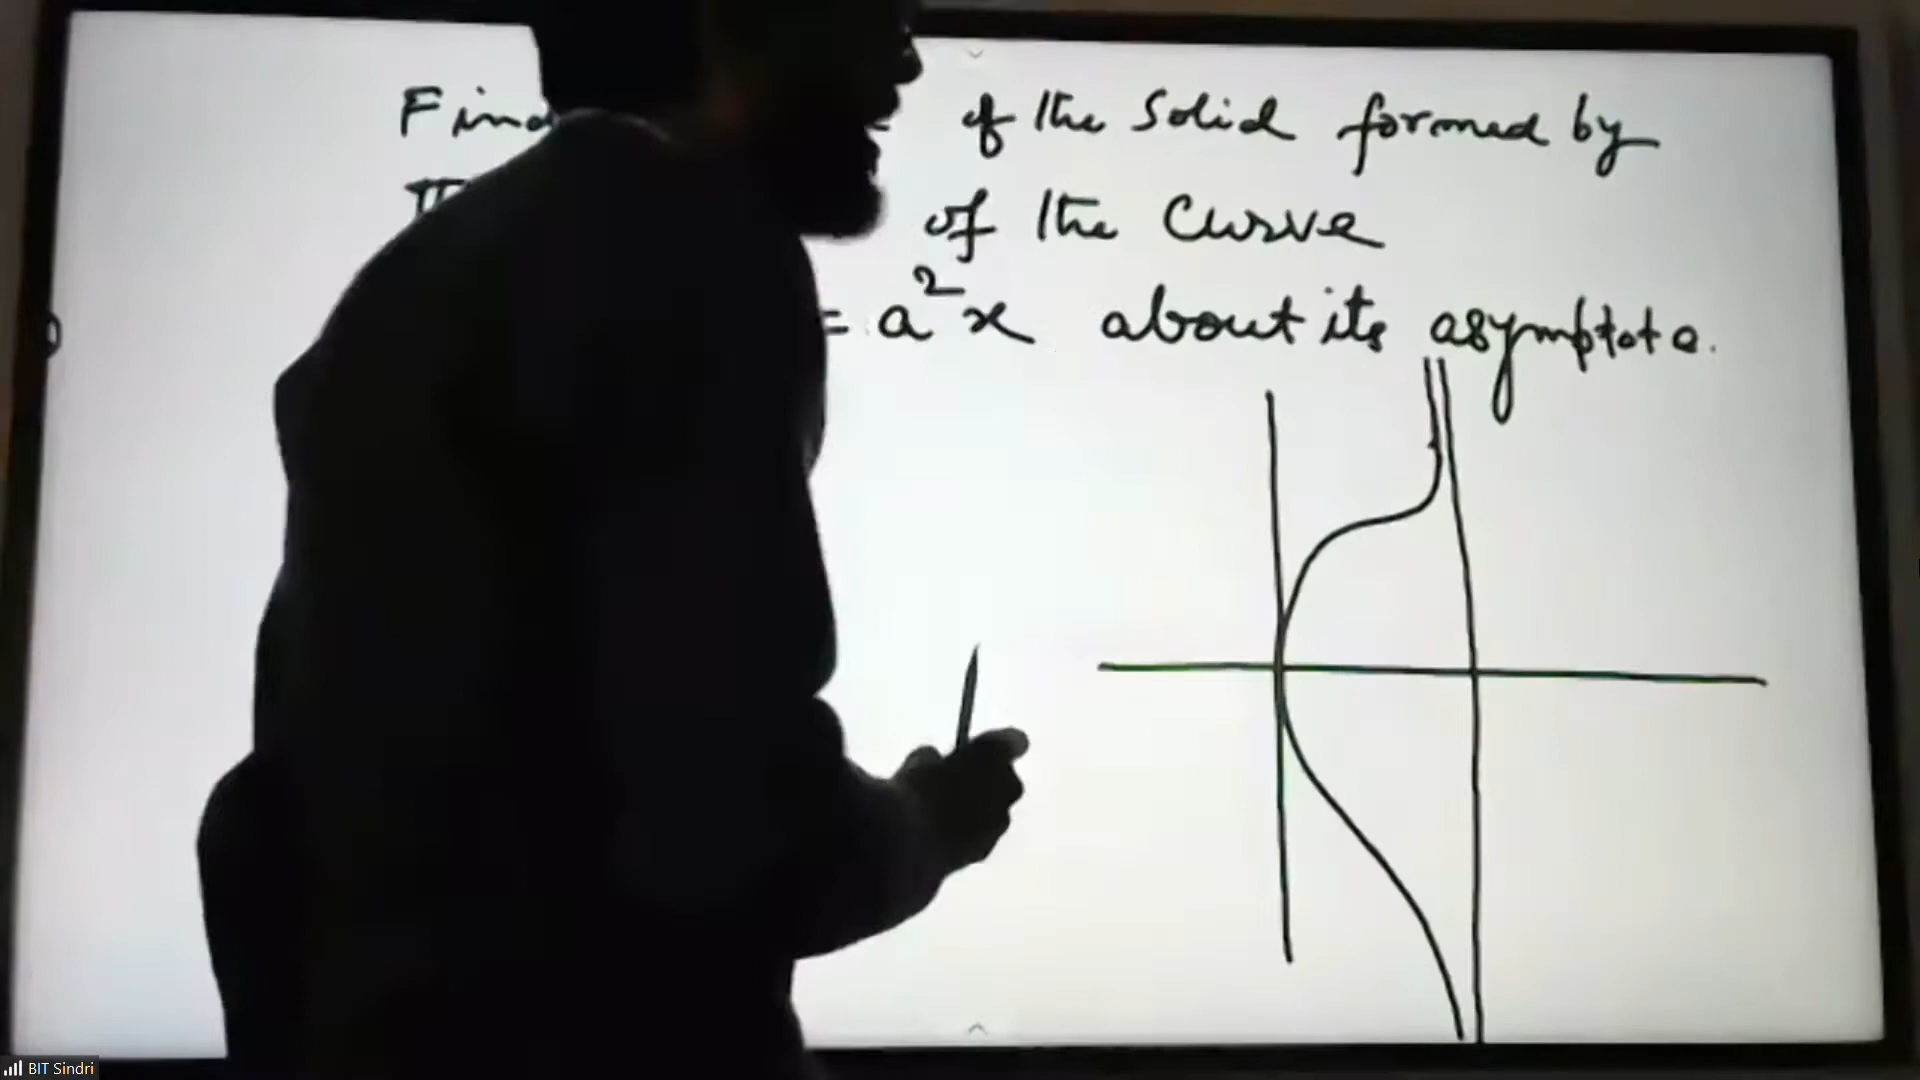 Find of the Solid formed by
of the Curve
= a²x about its asymptote.
BIT Sindri